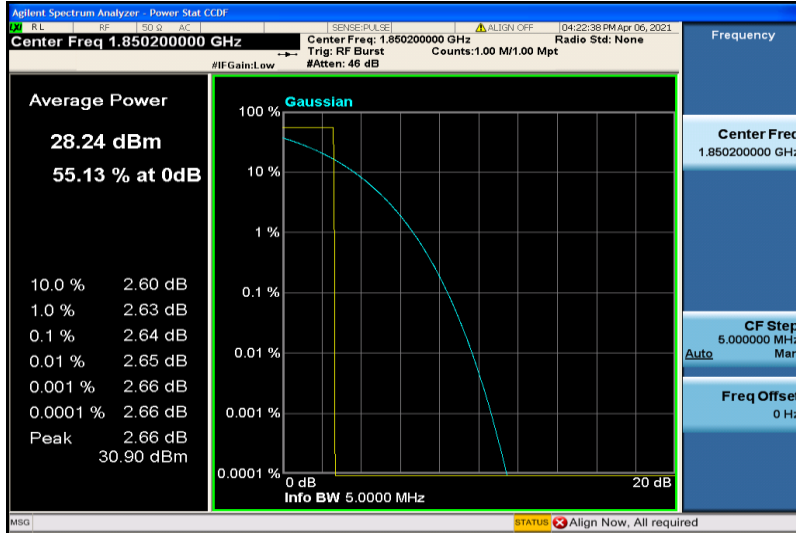 Agilent Spectrum Analyzer - Power Stat CCDF
LXI RL RF 50 Ω AC SENSE:PULSE ALIGN OFF 04:22:38 PM Apr 06, 2021
Center Freq 1.850200000 GHz
Center Freq: 1.850200000 GHz Radio Std: None
Trig: RF Burst Counts:1.00 M/1.00 Mpt
#IFGain:Low #Atten: 46 dB
Frequency
Center Freq
1.850200000 GHz
CF Step
5.000000 MHz
Auto Man
Freq Offset
0 Hz
Average Power
28.24 dBm
55.13 % at 0dB
10.0 % 2.60 dB
1.0 % 2.63 dB
0.1 % 2.64 dB
0.01 % 2.65 dB
0.001 % 2.66 dB
0.0001 % 2.66 dB
Peak 2.66 dB
30.90 dBm
Gaussian
100 %
10 %
1 %
0.1 %
0.01 %
0.001 %
0.0001 %
0 dB 20 dB
Info BW 5.0000 MHz
MSG STATUS Align Now, All required